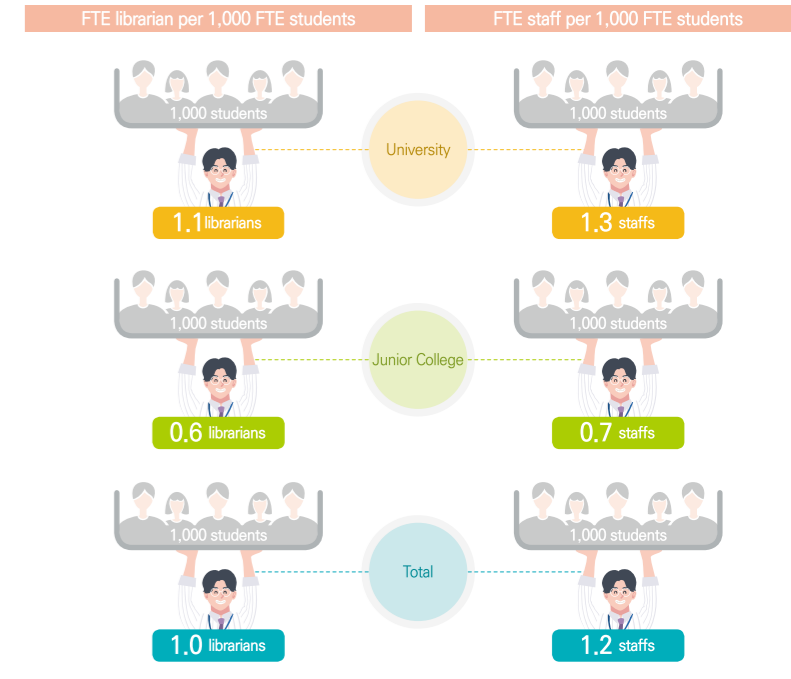 FTE librarian per 1,000 FTE students
FTE staff per 1,000 FTE students
1,000 students
University
1,000 students
1.1 librarians
1.3 staffs
1,000 students
Junior College
1,000 students
0.6 librarians
0.7 staffs
1,000 students
Total
1,000 students
1.0 librarians
1.2 staffs